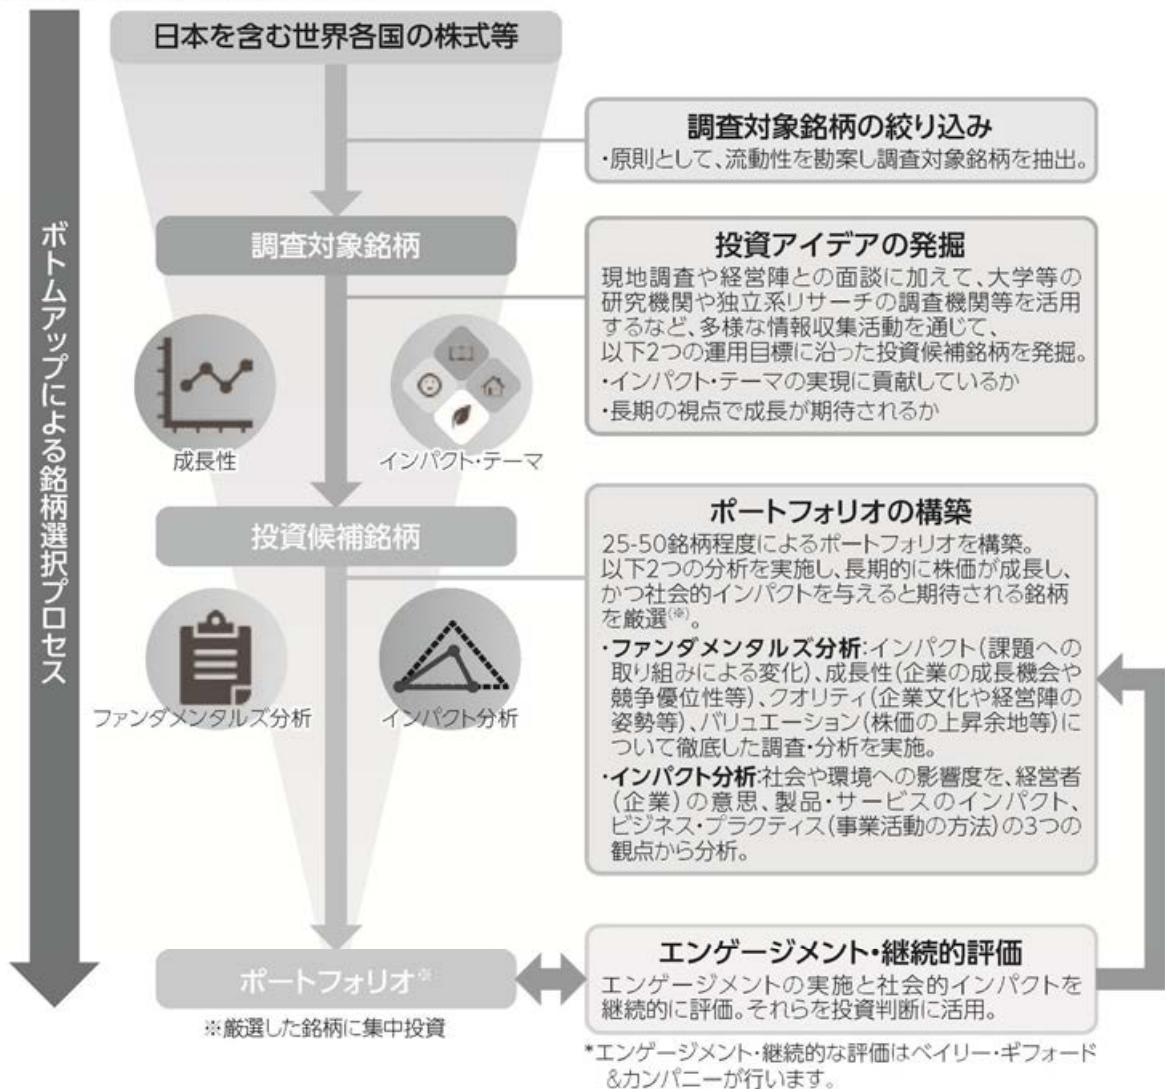 日本を含む世界各国の株式等
調査対象銘柄の絞り込み
・原則として、流動性を勘案し調査対象銘柄を抽出。
ボトムアップによる銘柄選択プロセス
調査対象銘柄
投資アイデアの発掘
現地調査や経営陣との面談に加えて、大学等の
研究機関や独立系リサーチの調査機関等を活用
するなど、多様な情報収集活動を通じて、
以下2つの運用目標に沿った投資候補銘柄を発掘。
・インパクト・テーマの実現に貢献しているか
・長期の視点で成長が期待されるか
成長性
インパクト・テーマ
投資候補銘柄
ポートフォリオの構築
25-50銘柄程度によるポートフォリオを構築。
以下2つの分析を実施し、長期的に株価が成長し、
かつ社会的インパクトを与えると期待される銘柄
を厳選(※)。
・ファンダメンタルズ分析:インパクト(課題への
取り組みによる変化)、成長性(企業の成長機会や
競争優位性等)、クオリティ(企業文化や経営陣の
姿勢等)、バリュエーション(株価の上昇余地等)に
ついて徹底した調査・分析を実施。
・インパクト分析:社会や環境への影響度を、経営者
(企業)の意思、製品・サービスのインパクト、
ビジネス・プラクティス(事業活動の方法)の3つの
観点から分析。
ファンダメンタルズ分析
インパクト分析
ポートフォリオ※
※厳選した銘柄に集中投資
エンゲージメント・継続的評価
エンゲージメントの実施と社会的インパクトを
継続的に評価。それらを投資判断に活用。
*エンゲージメント・継続的な評価はベイリー・ギフォード
&カンパニーが行います。